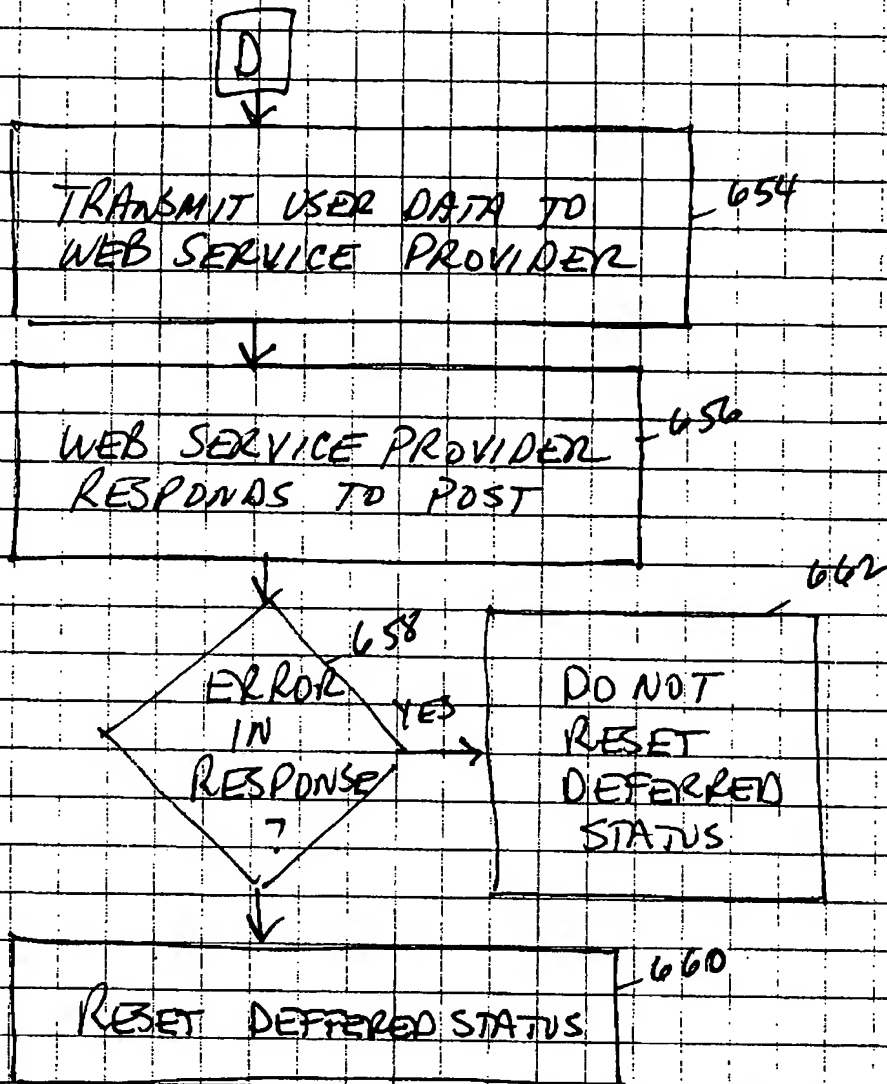 D
TRANSMIT USER DATA TO
WEB SERVICE PROVIDER
654
WEB SERVICE PROVIDER
RESPONDS TO POST
656
658
ERROR
IN
RESPONSE
?
YES
662
DO NOT
RESET
DEFERRED
STATUS
RESET DEFFERED STATUS
660